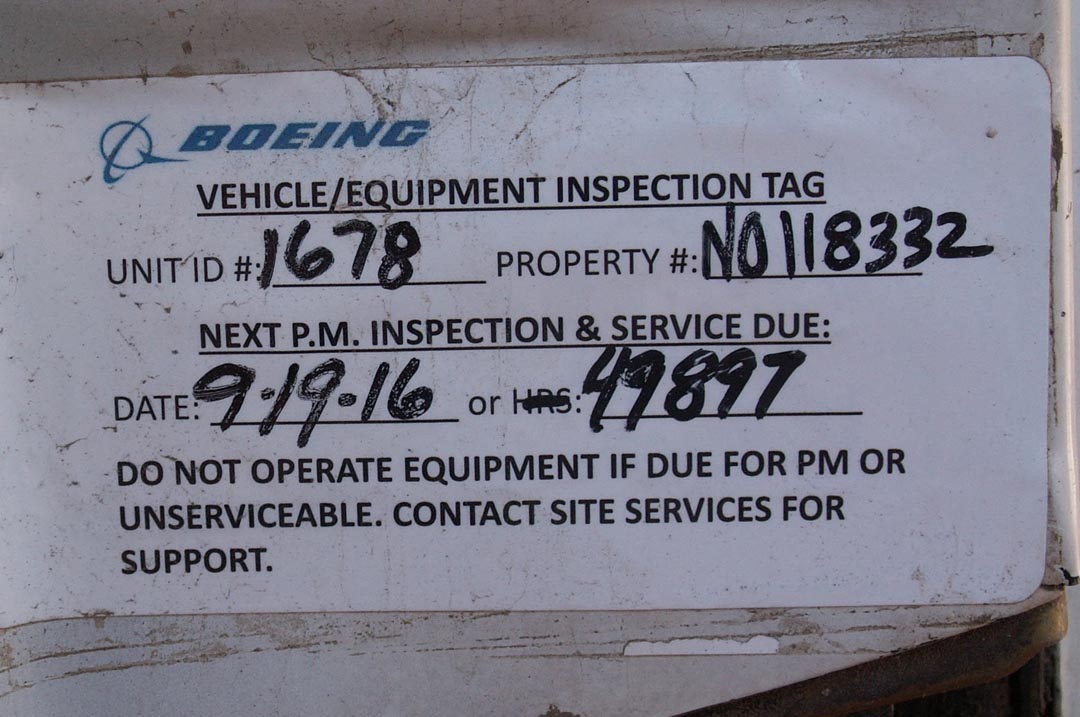 BOEING
VEHICLE/EQUIPMENT INSPECTION TAG
UNIT ID #: 1678 PROPERTY #: NO118332
NEXT P.M. INSPECTION & SERVICE DUE:
DATE: 9-19-16 or HRS: 49897
DO NOT OPERATE EQUIPMENT IF DUE FOR PM OR
UNSERVICEABLE. CONTACT SITE SERVICES FOR
SUPPORT.